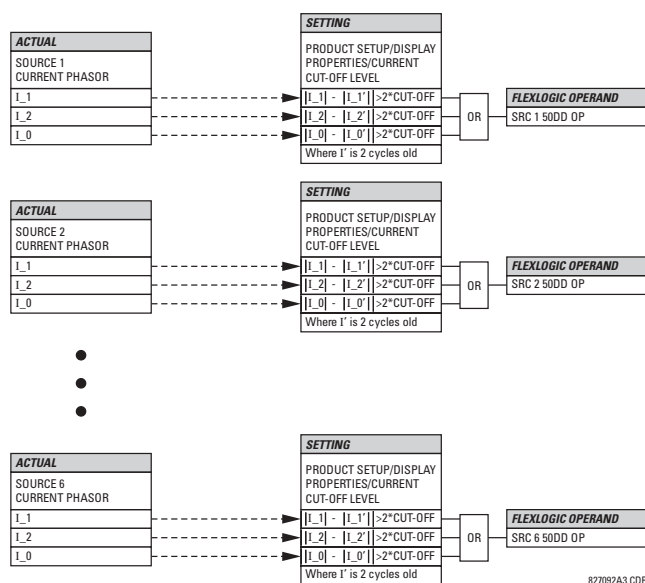 SETTING
PRODUCT SETUP/DISPLAY
PROPERTIES/CURRENT
CUT-OFF LEVEL
||I_1| - |I_1′||>2*CUT-OFF
||I_2| - |I_2′||>2*CUT-OFF
||I_0| - |I_0′||>2*CUT-OFF
Where I′ is 2 cycles old
ACTUAL
SOURCE 1
CURRENT PHASOR
I_1
I_2
I_0
OR
FLEXLOGIC OPERAND
SRC 1 50DD OP
SETTING
PRODUCT SETUP/DISPLAY
PROPERTIES/CURRENT
CUT-OFF LEVEL
||I_1| - |I_1′||>2*CUT-OFF
||I_2| - |I_2′||>2*CUT-OFF
||I_0| - |I_0′||>2*CUT-OFF
Where I′ is 2 cycles old
ACTUAL
SOURCE 2
CURRENT PHASOR
I_1
I_2
I_0
OR
FLEXLOGIC OPERAND
SRC 2 50DD OP
SETTING
PRODUCT SETUP/DISPLAY
PROPERTIES/CURRENT
CUT-OFF LEVEL
||I_1| - |I_1′||>2*CUT-OFF
||I_2| - |I_2′||>2*CUT-OFF
||I_0| - |I_0′||>2*CUT-OFF
Where I′ is 2 cycles old
ACTUAL
SOURCE 6
CURRENT PHASOR
I_1
I_2
I_0
OR
FLEXLOGIC OPERAND
SRC 6 50DD OP
827092A3.CDR